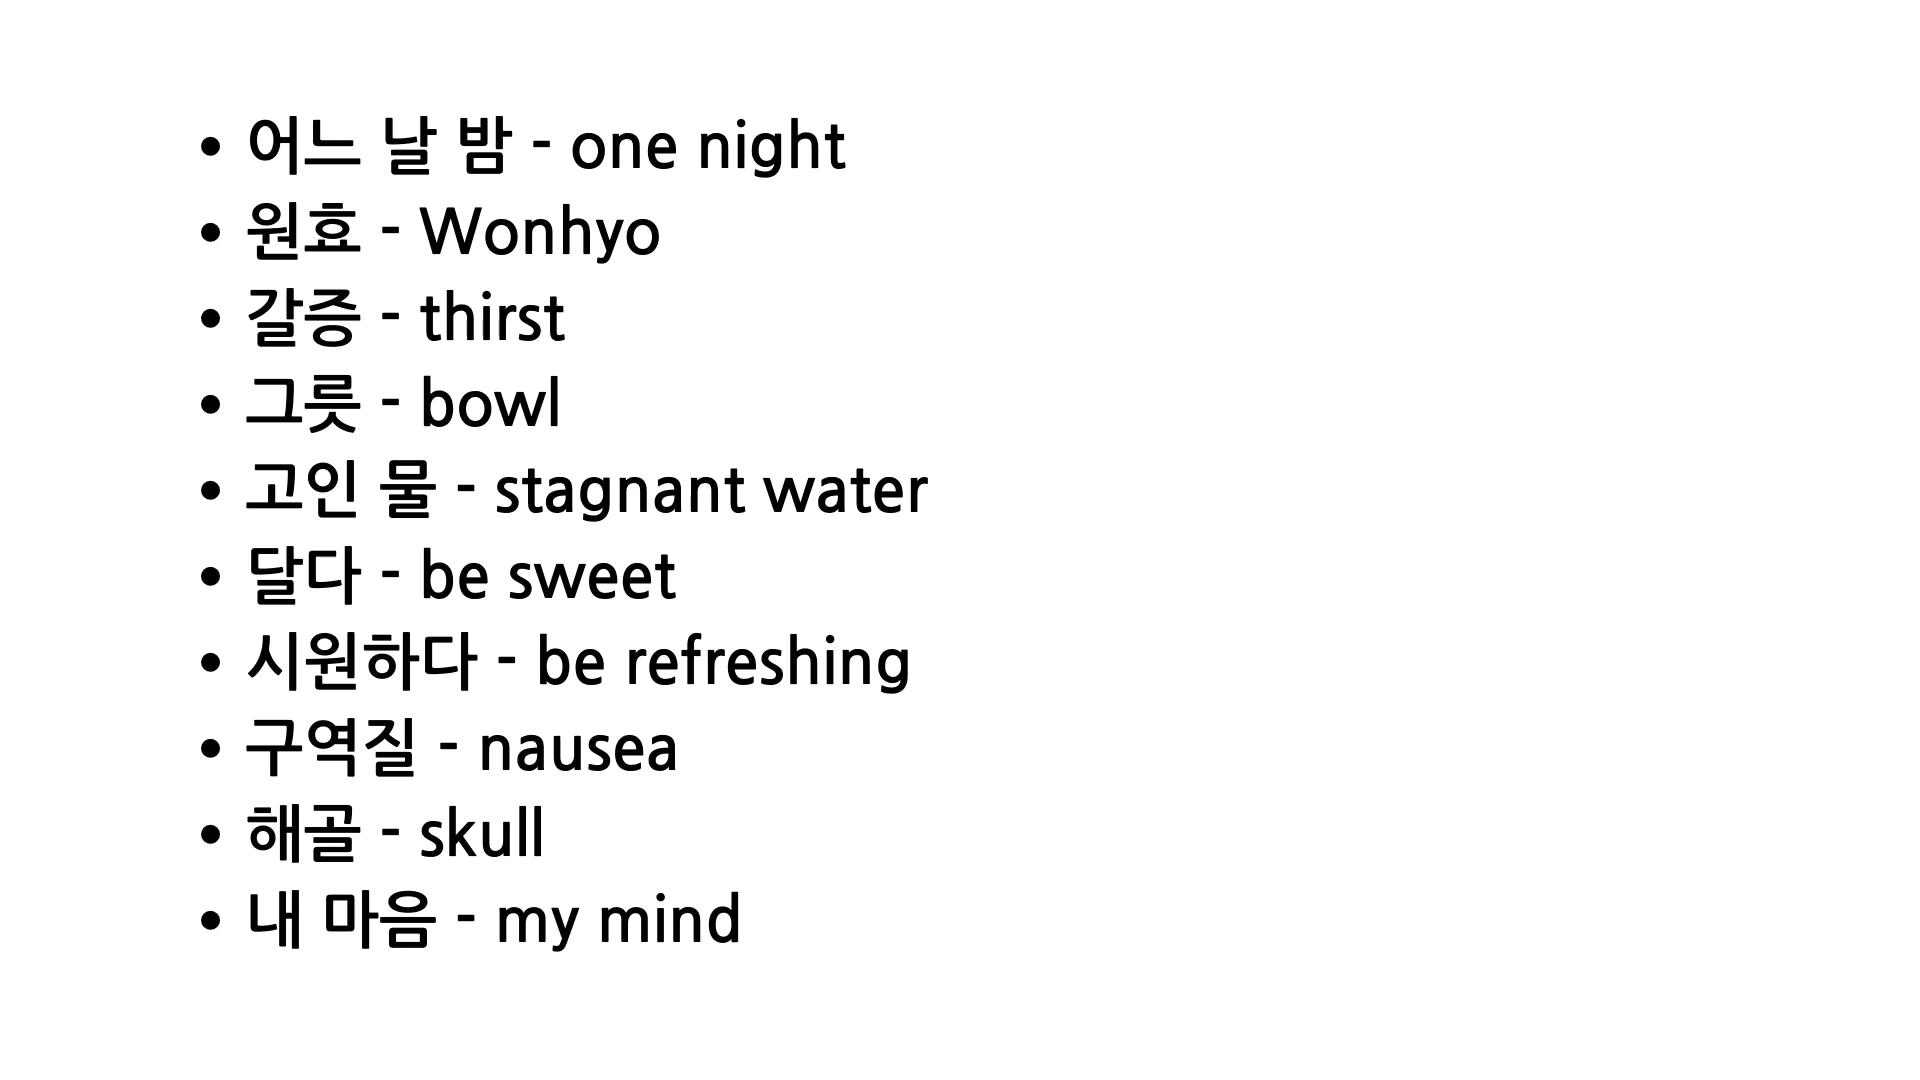 • 어느 날 밤 - one night
• 원효 - Wonhyo
• 갈증 - thirst
• 그릇 - bowl
• 고인 물 - stagnant water
• 달다 - be sweet
• 시원하다 - be refreshing
• 구역질 - nausea
• 해골 - skull
• 내 마음 - my mind